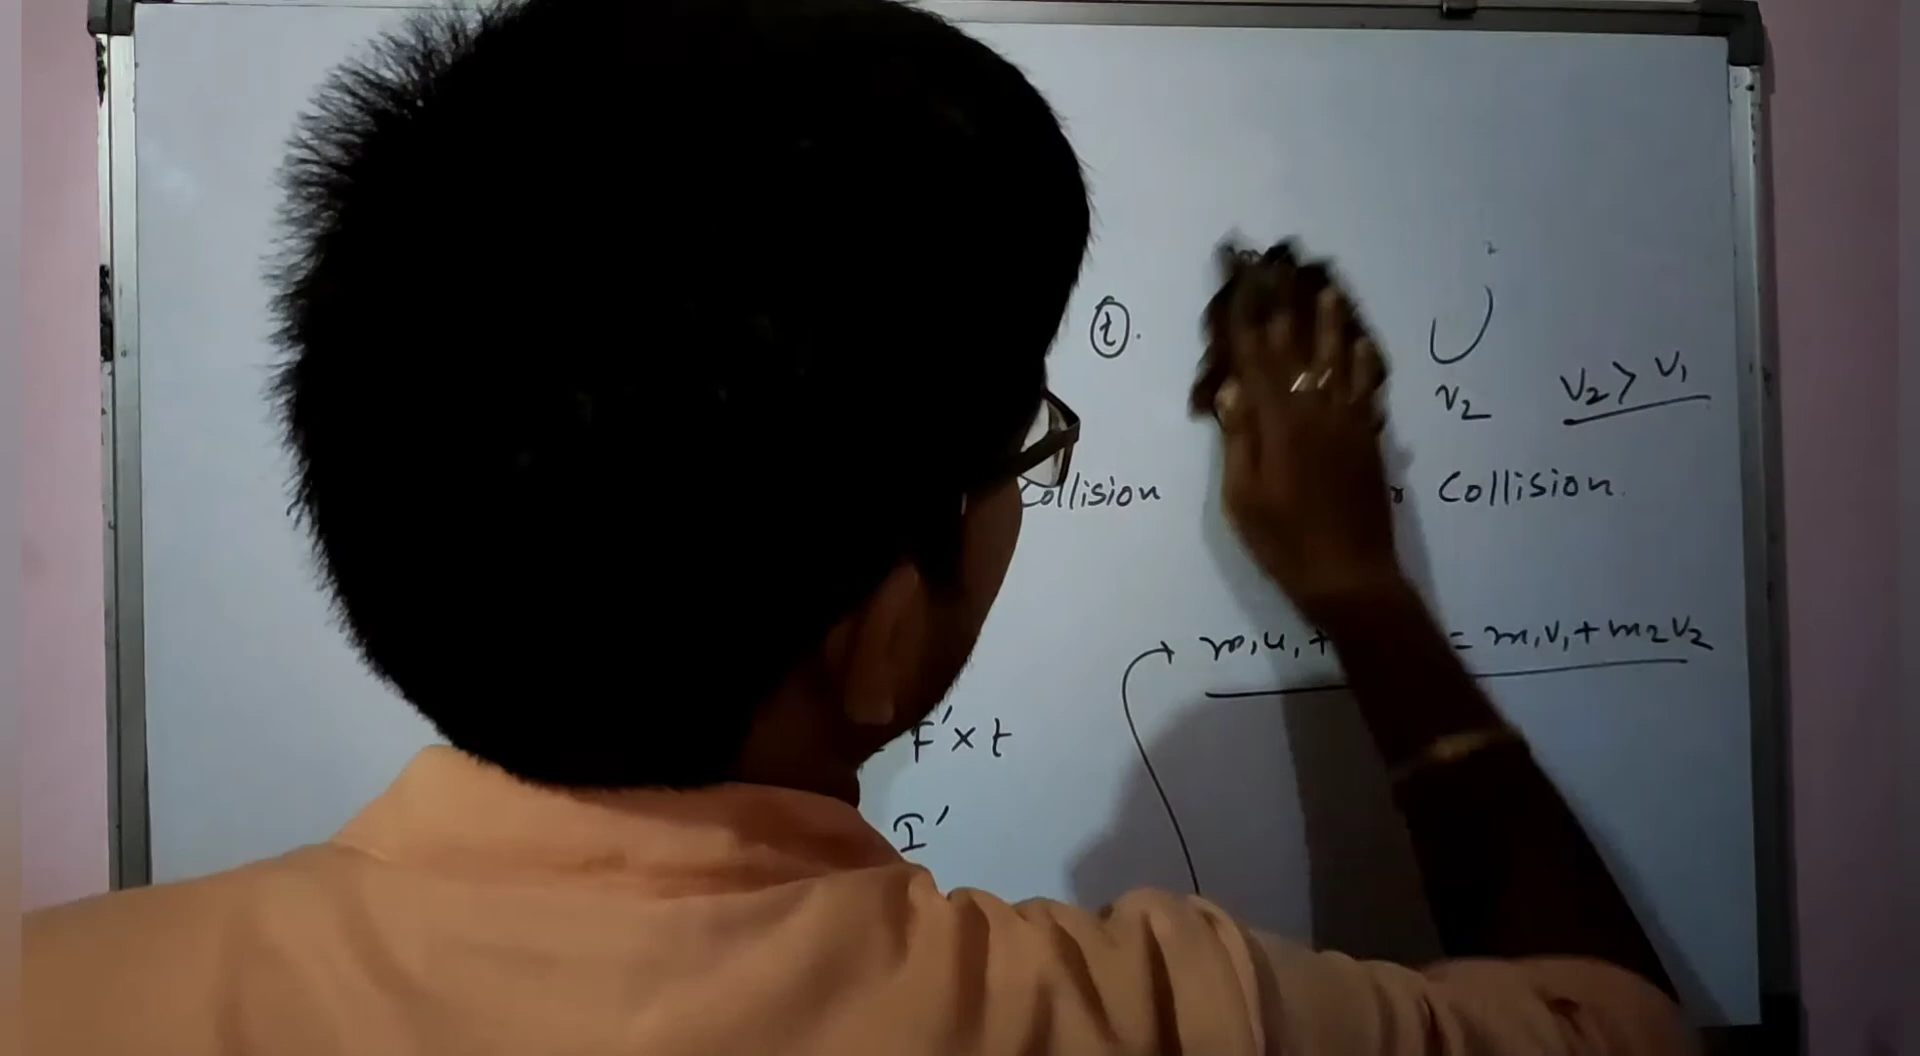 t
v2
v2 > v1
Collision
Collision.
m1u1+ = m1v1+m2v2
F'×t
I'